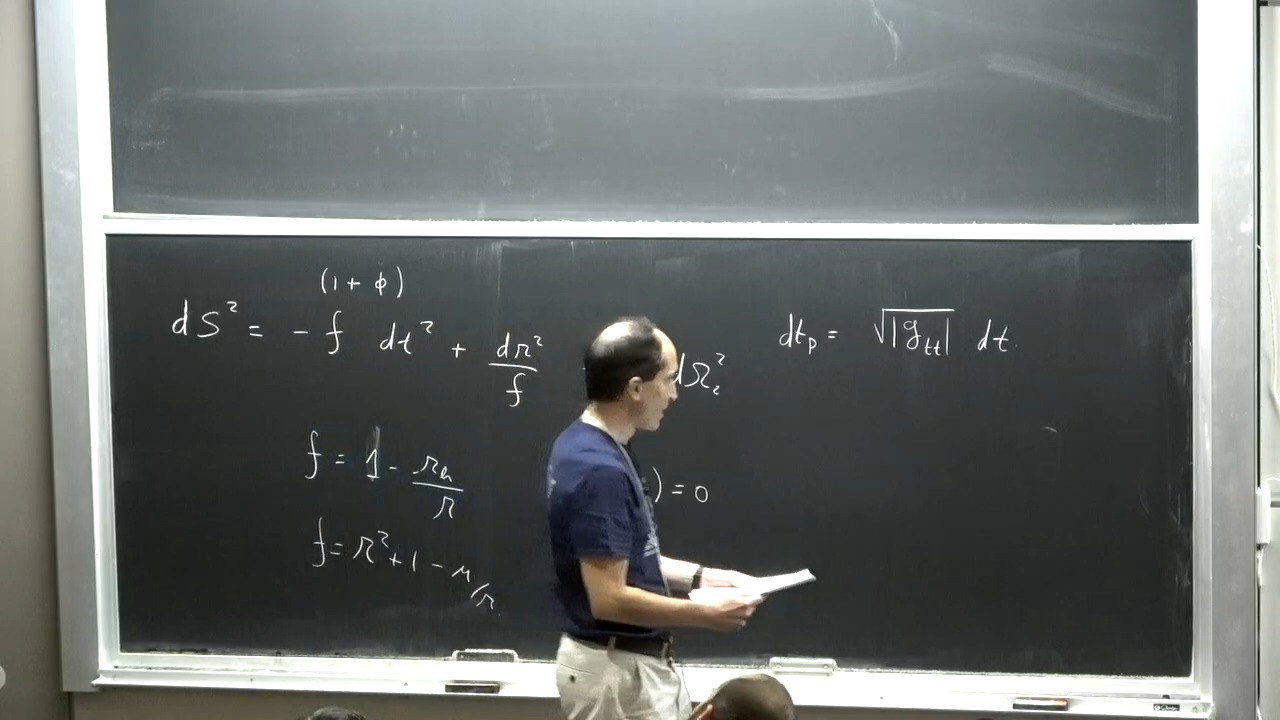 (1 + ϕ)
dS² = - f dt² + dr²/f dΩ₂²
dt_p = √|g_tt| dt
f = 1 - r_h/r
) = 0
f = r² + 1 - μ/r